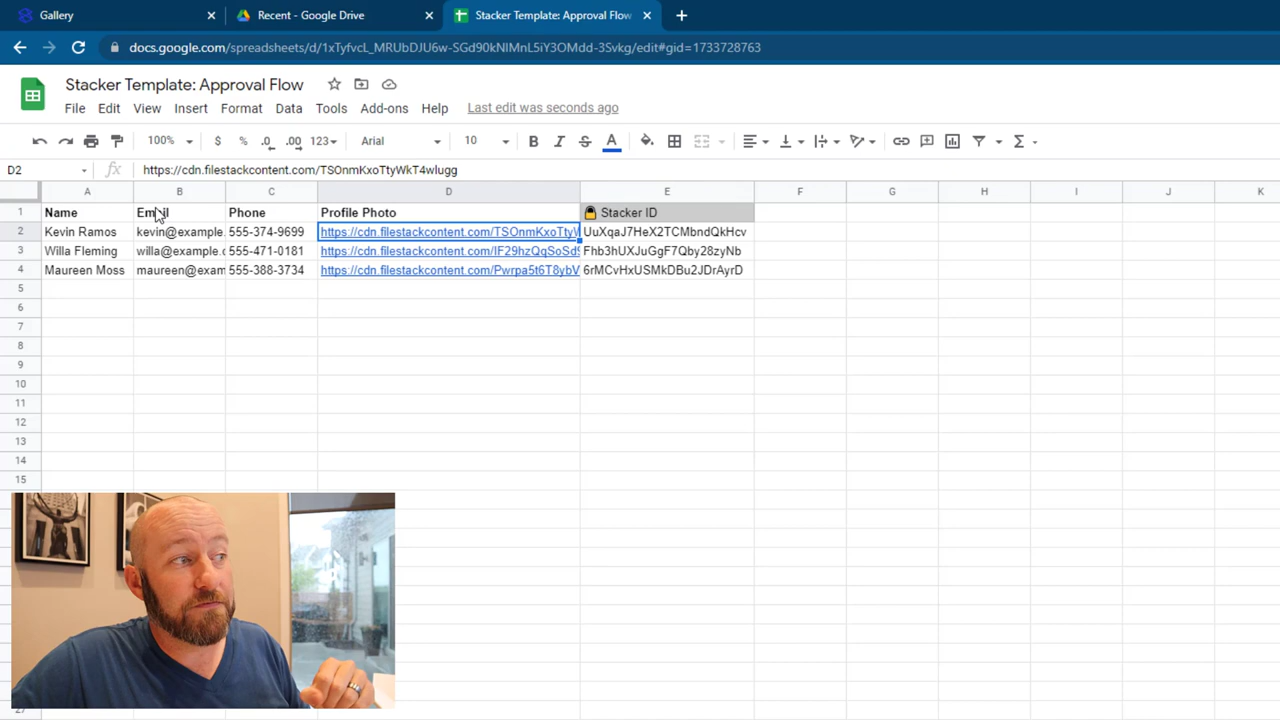 Gallery
Recent - Google Drive
Stacker Template: Approval Flow
docs.google.com/spreadsheets/d/1xTyfvcL_MRUbDJU6w-SGd90kNIMnL5iY3OMdd-3Svkg/edit#gid=1733728763
Stacker Template: Approval Flow
File Edit View Insert Format Data Tools Add-ons Help Last edit was seconds ago
100% $ % .0 .00 123 Arial 10 B I S A
D2 fx https://cdn.filestackcontent.com/TSOnmKxoTtyWkT4wlugg
A B C D E F G H I J K
1 Name Email Phone Profile Photo Stacker ID
2 Kevin Ramos kevin@example. 555-374-9699 https://cdn.filestackcontent.com/TSOnmKxoTtyW UuXqaJ7HeX2TCMbndQkHcv
3 Willa Fleming willa@example.c 555-471-0181 https://cdn.filestackcontent.com/IF29hzQqSoSd9 Fhb3hUXJuGgF7Qby28zyNb
4 Maureen Moss maureen@exam 555-388-3734 https://cdn.filestackcontent.com/Pwrpa5t6T8ybV 6rMCvHxUSMkDBu2JDrAyrD
5
6
7
8
9
10
11
12
13
14
15
27